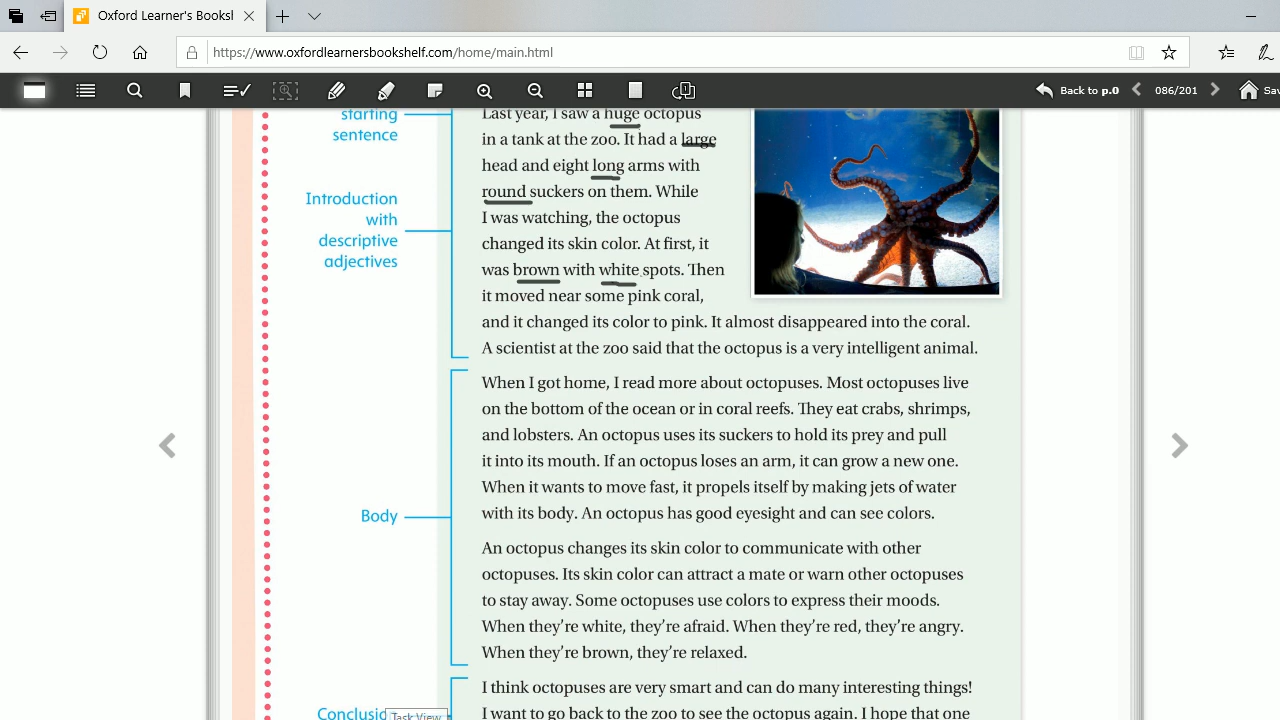 Oxford Learner's Booksl
https://www.oxfordlearnersbookshelf.com/home/main.html
Back to p.0
086/201
Sav
starting
sentence
Introduction
with
descriptive
adjectives
Last year, I saw a huge octopus
in a tank at the zoo. It had a large
head and eight long arms with
round suckers on them. While
I was watching, the octopus
changed its skin color. At first, it
was brown with white spots. Then
it moved near some pink coral,
and it changed its color to pink. It almost disappeared into the coral.
A scientist at the zoo said that the octopus is a very intelligent animal.
Body
When I got home, I read more about octopuses. Most octopuses live
on the bottom of the ocean or in coral reefs. They eat crabs, shrimps,
and lobsters. An octopus uses its suckers to hold its prey and pull
it into its mouth. If an octopus loses an arm, it can grow a new one.
When it wants to move fast, it propels itself by making jets of water
with its body. An octopus has good eyesight and can see colors.
An octopus changes its skin color to communicate with other
octopuses. Its skin color can attract a mate or warn other octopuses
to stay away. Some octopuses use colors to express their moods.
When they're white, they're afraid. When they're red, they're angry.
When they're brown, they're relaxed.
Conclusio
Task View
I think octopuses are very smart and can do many interesting things!
I want to go back to the zoo to see the octopus again. I hope that one